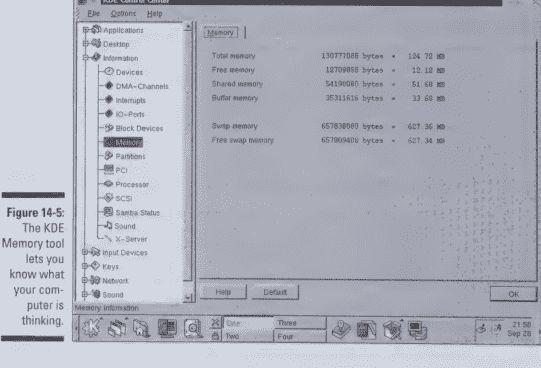 KDE Control Center
File Options Help
Applications
Desktop
Information
Devices
DMA-Channels
Interrupts
IO-Ports
Block Devices
Memory
Partitions
PCI
Processor
SCSI
Samba Status
Sound
X-Server
Input Devices
Keys
Network
Sound
Memory
Total memory 130777088 bytes = 124.72 MB
Free memory 12709888 bytes = 12.12 MB
Shared memory 54190080 bytes = 51.68 MB
Buffer memory 35311616 bytes = 33.68 MB
Swap memory 657838080 bytes = 627.36 MB
Free swap memory 657809408 bytes = 627.34 MB
Help Default OK
Memory Information
One Three
Two Four
21:50
Sep 28
Figure 14-5:
The KDE
Memory tool
lets you
know what
your com-
puter is
thinking.